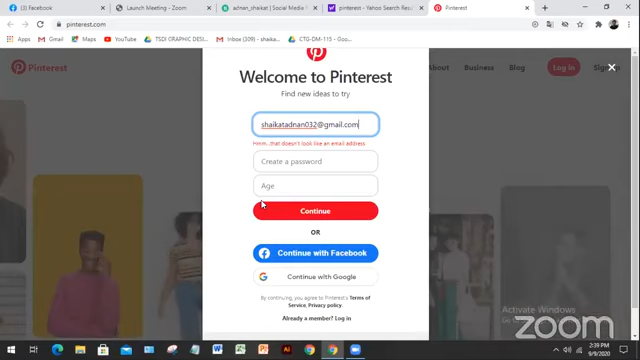 Facebook
Launch Meeting - Zoom
adnan_shaikat | Social Media M
pinterest - Yahoo Search Resu
Pinterest
pinterest.com
Apps
Gmail
Maps
YouTube
TSDI GRAPHIC DESI
Inbox (309) - shaika...
CTG-DM-115 - Goo
Pinterest
About
Business
Blog
Log in
Sign up
Welcome to Pinterest
Find new ideas to try
shaikatadnan032@gmail.com
Hmm...that doesn't look like an email address
Create a password
Age
Continue
OR
Continue with Facebook
Continue with Google
By continuing, you agree to Pinterest's Terms of
Service, Privacy policy.
Already a member? Log in
Activate Windows
zoom
2:39 PM
9/9/2020